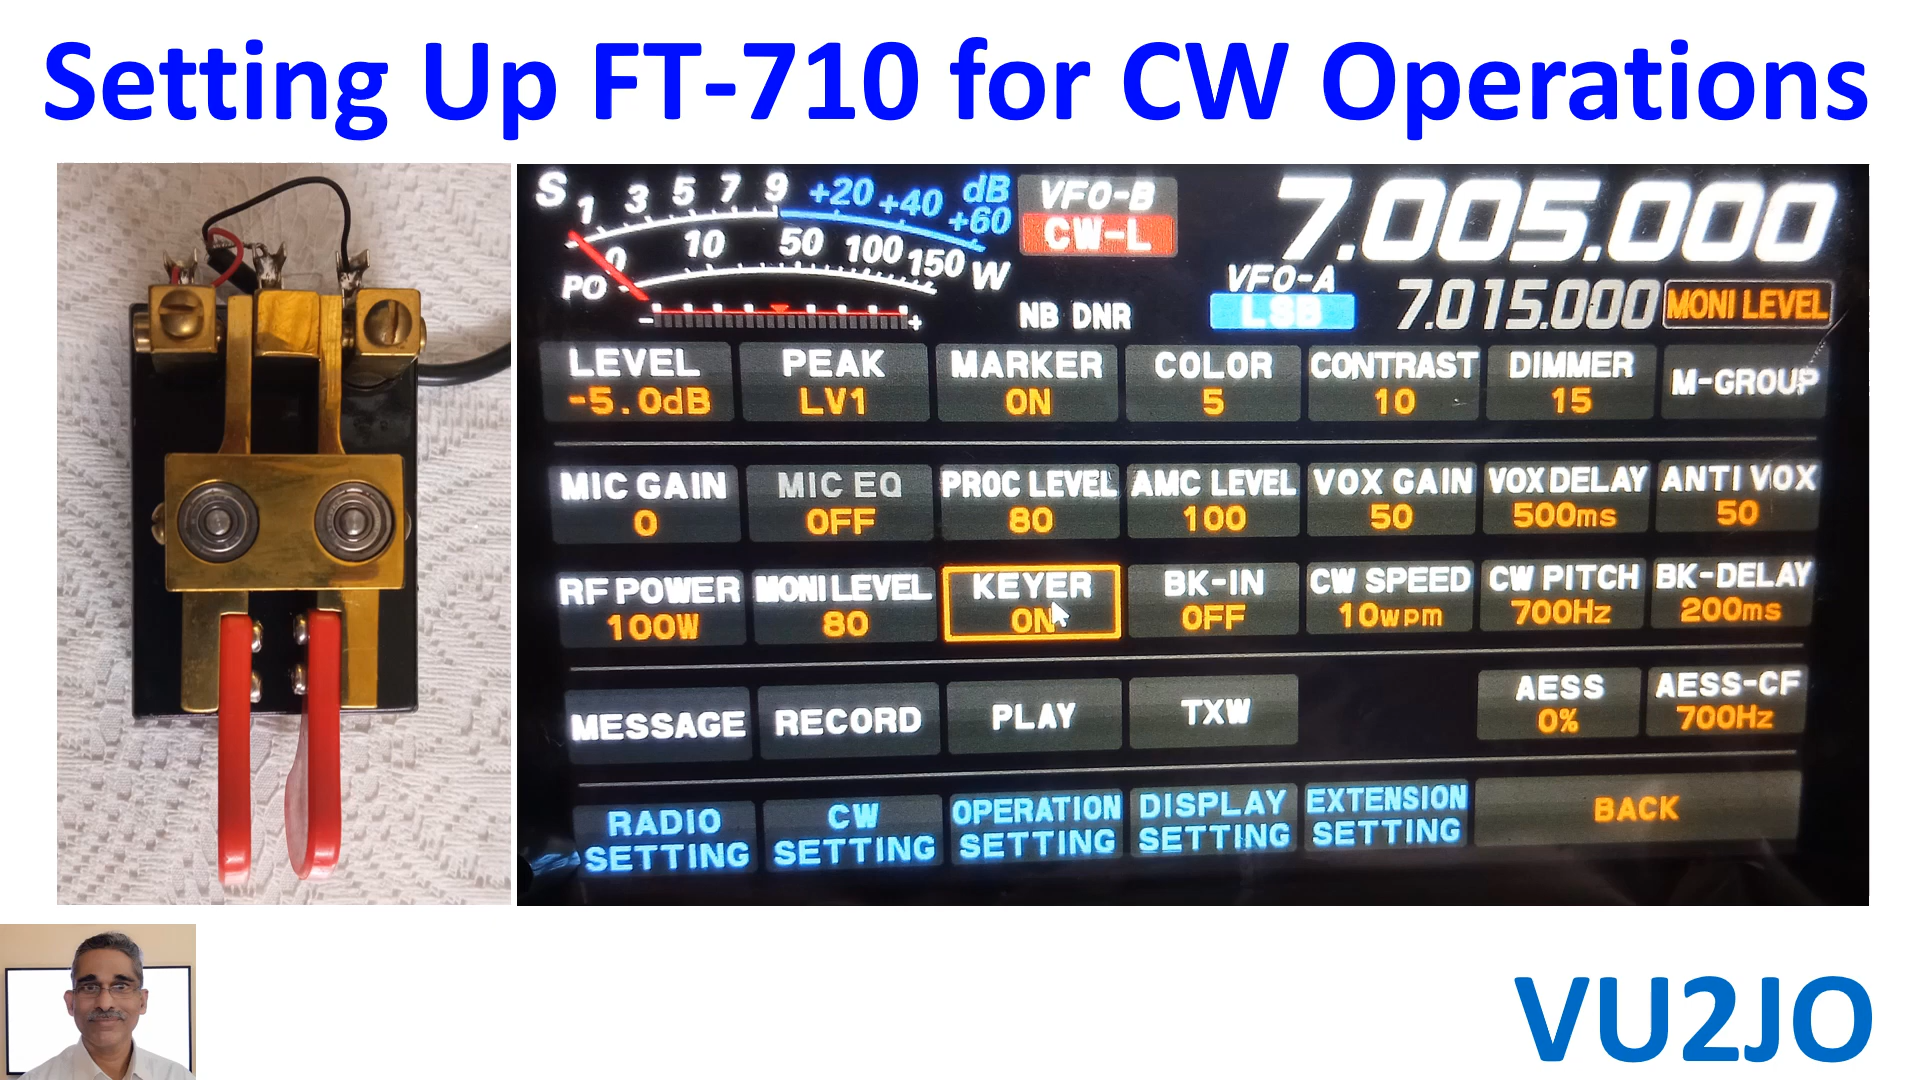 Setting Up FT-710 for CW Operations
S 1 3 5 7 9 +20 +40 +60 dB
PO 0 10 50 100 150 W
- +
VFO-B
CW-L
7.005.000
VFO-A
LSB
7.015.000
MONI LEVEL
NB DNR
LEVEL PEAK MARKER COLOR CONTRAST DIMMER M-GROUP
-5.0dB LV1 ON 5 10 15
MIC GAIN MIC EQ PROC LEVEL AMC LEVEL VOX GAIN VOX DELAY ANTI VOX
0 OFF 80 100 50 500ms 50
RF POWER MONI LEVEL KEYER BK-IN CW SPEED CW PITCH BK-DELAY
100W 80 ON OFF 10wpm 700Hz 200ms
MESSAGE RECORD PLAY TXW AESS AESS-CF
0% 700Hz
RADIO CW OPERATION DISPLAY EXTENSION BACK
SETTING SETTING SETTING SETTING SETTING
VU2JO